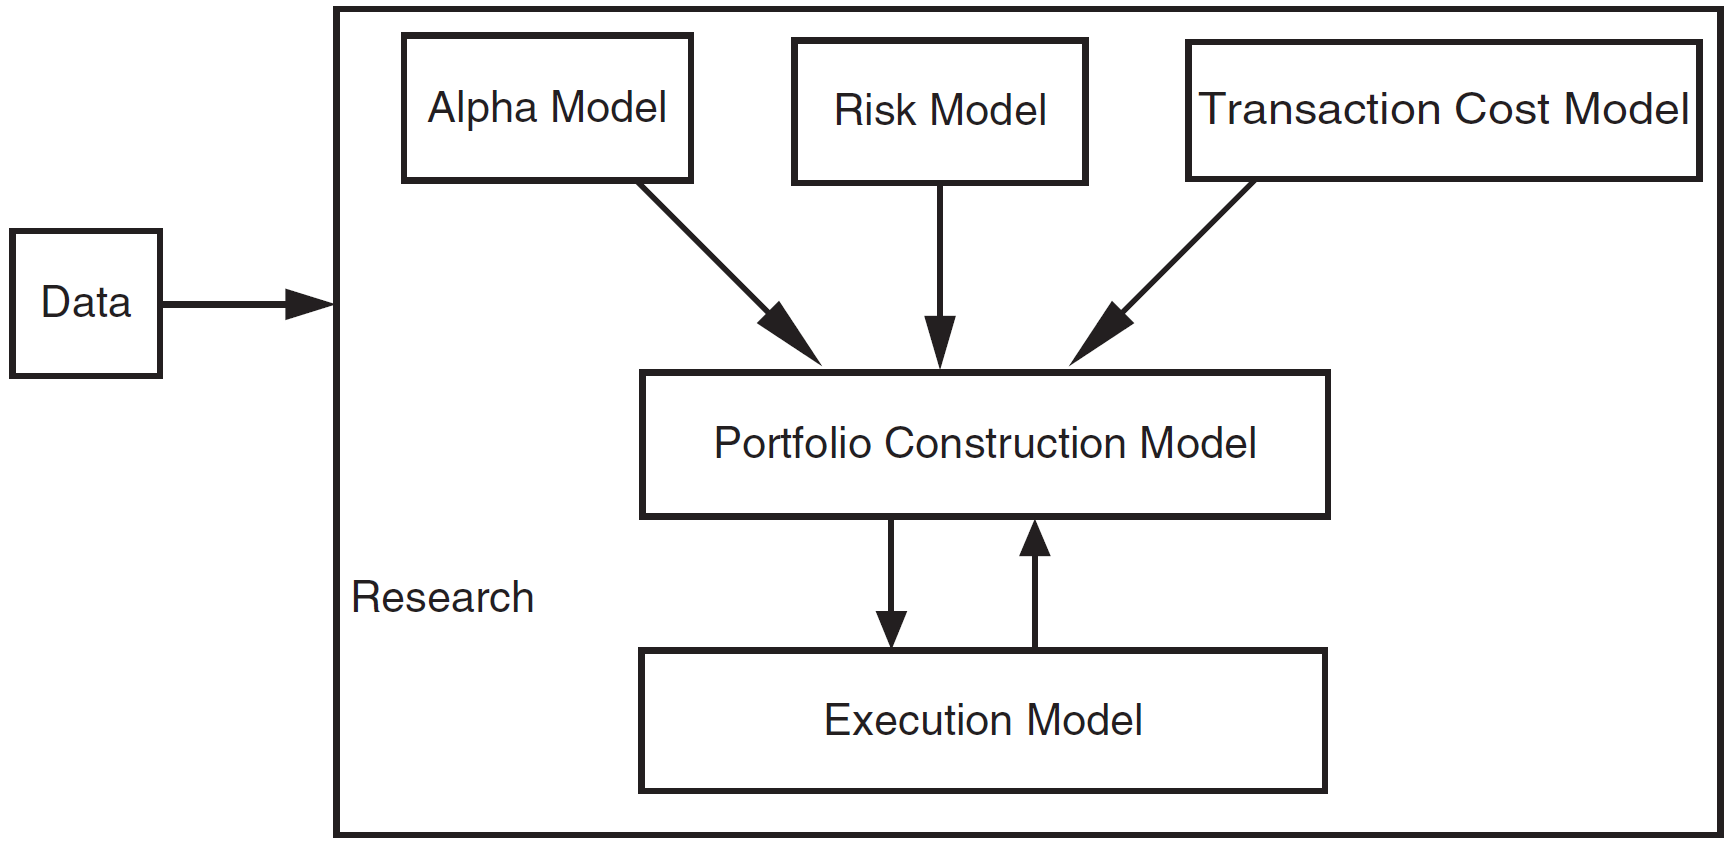 Alpha Model
Risk Model
Transaction Cost Model
Data
Portfolio Construction Model
Research
Execution Model